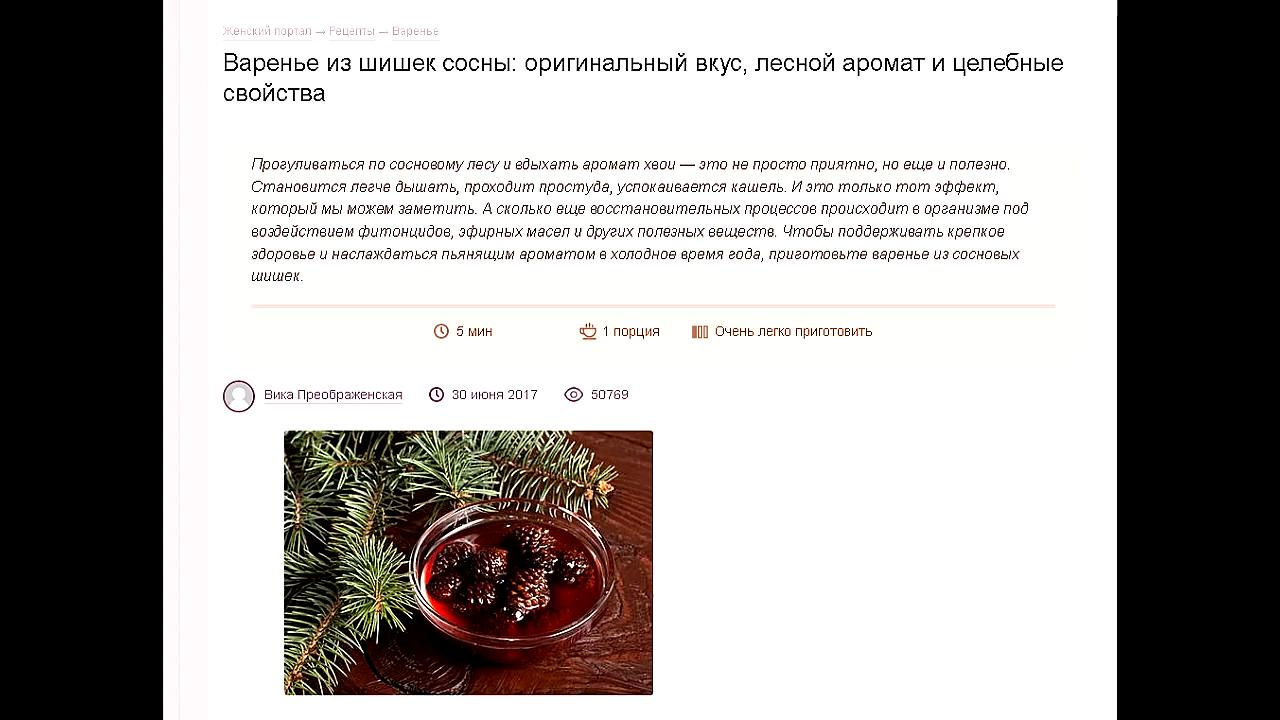 Женский портал → Рецепты → Варенье
Варенье из шишек сосны: оригинальный вкус, лесной аромат и целебные
свойства
Прогуливаться по сосновому лесу и вдыхать аромат хвои — это не просто приятно, но еще и полезно.
Становится легче дышать, проходит простуда, успокаивается кашель. И это только тот эффект,
который мы можем заметить. А сколько еще восстановительных процессов происходит в организме под
воздействием фитонцидов, эфирных масел и других полезных веществ. Чтобы поддерживать крепкое
здоровье и наслаждаться пьянящим ароматом в холодное время года, приготовьте варенье из сосновых
шишек.
5 мин 1 порция Очень легко приготовить
Вика Преображенская 30 июня 2017 50769